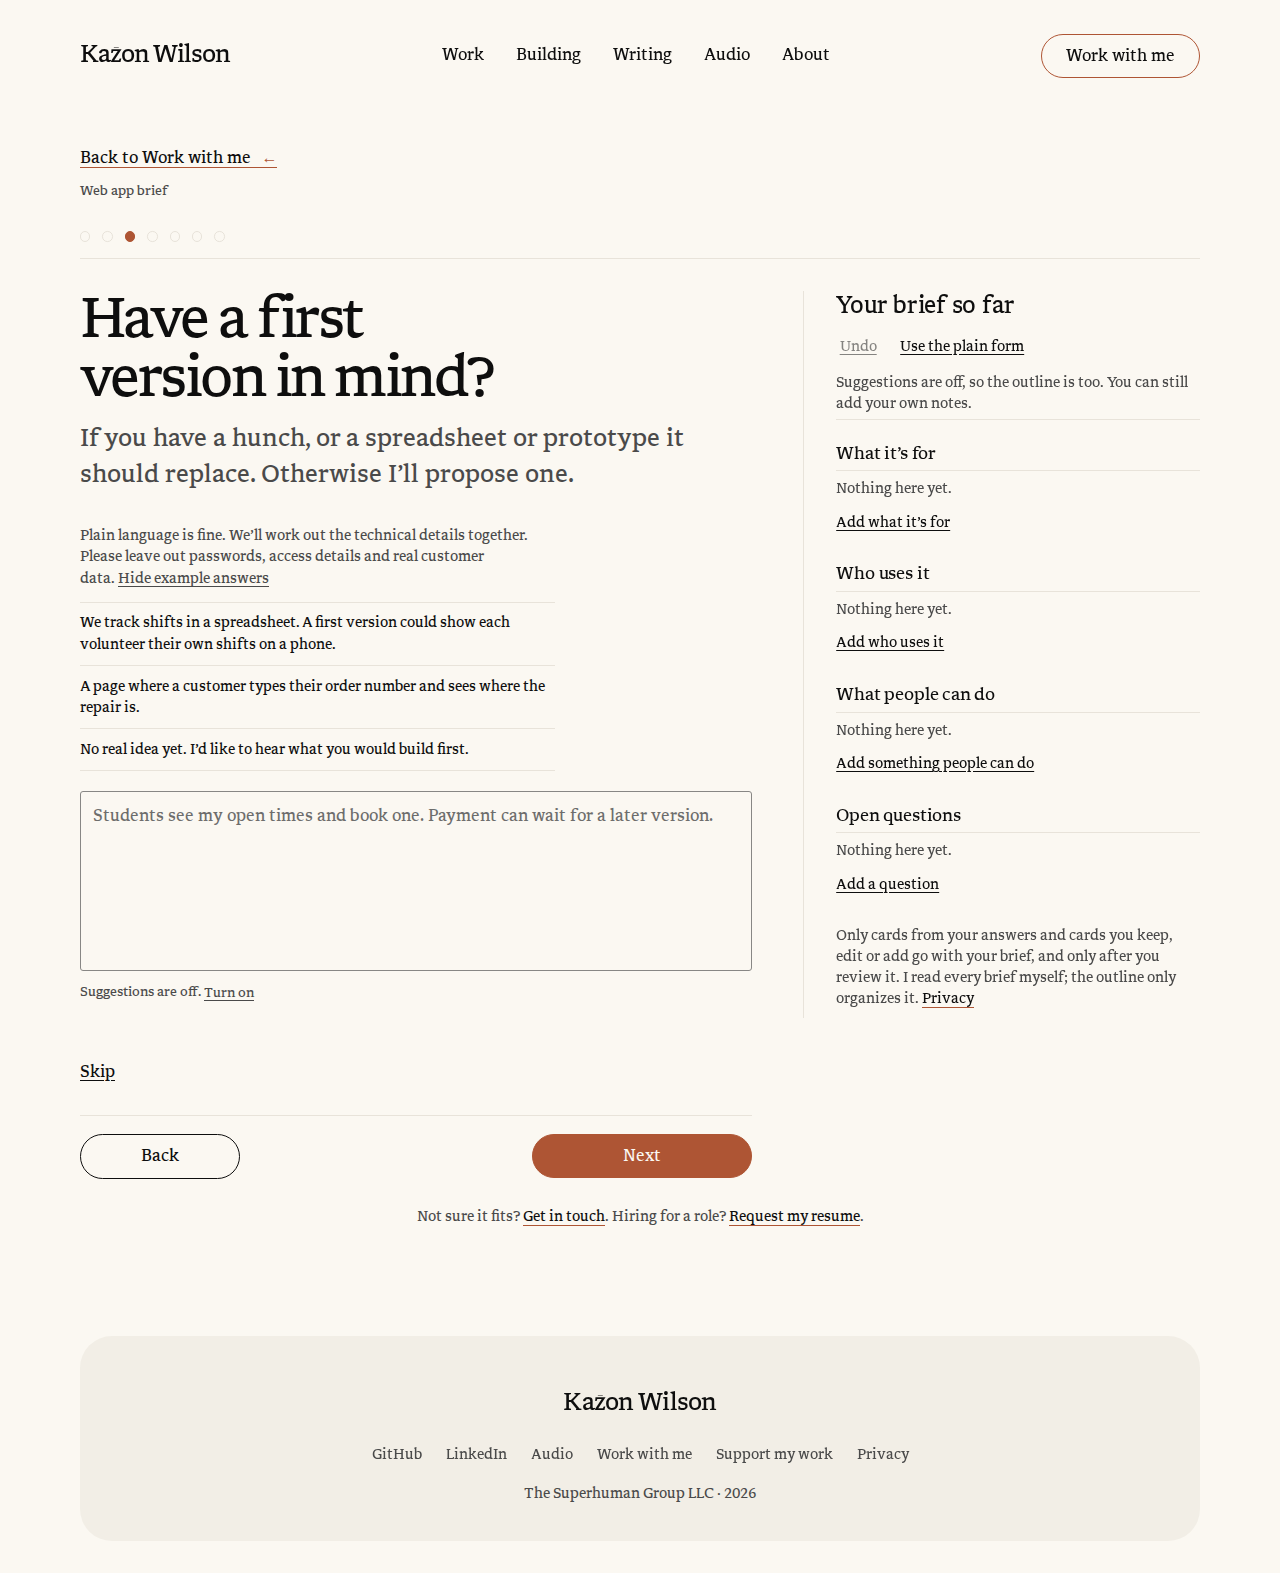 Każon Wilson
Work
Building
Writing
Audio
About
Work with me
Back to Work with me ←
Web app brief
Have a first
version in mind?
If you have a hunch, or a spreadsheet or prototype it
should replace. Otherwise I’ll propose one.
Plain language is fine. We’ll work out the technical details together.
Please leave out passwords, access details and real customer
data. Hide example answers
We track shifts in a spreadsheet. A first version could show each
volunteer their own shifts on a phone.
A page where a customer types their order number and sees where the
repair is.
No real idea yet. I’d like to hear what you would build first.
Students see my open times and book one. Payment can wait for a later version.
Suggestions are off. Turn on
Skip
Back
Next
Your brief so far
Undo
Use the plain form
Suggestions are off, so the outline is too. You can still
add your own notes.
What it’s for
Nothing here yet.
Add what it’s for
Who uses it
Nothing here yet.
Add who uses it
What people can do
Nothing here yet.
Add something people can do
Open questions
Nothing here yet.
Add a question
Only cards from your answers and cards you keep,
edit or add go with your brief, and only after you
review it. I read every brief myself; the outline only
organizes it. Privacy
Not sure it fits? Get in touch. Hiring for a role? Request my resume.
Każon Wilson
GitHub
LinkedIn
Audio
Work with me
Support my work
Privacy
The Superhuman Group LLC · 2026